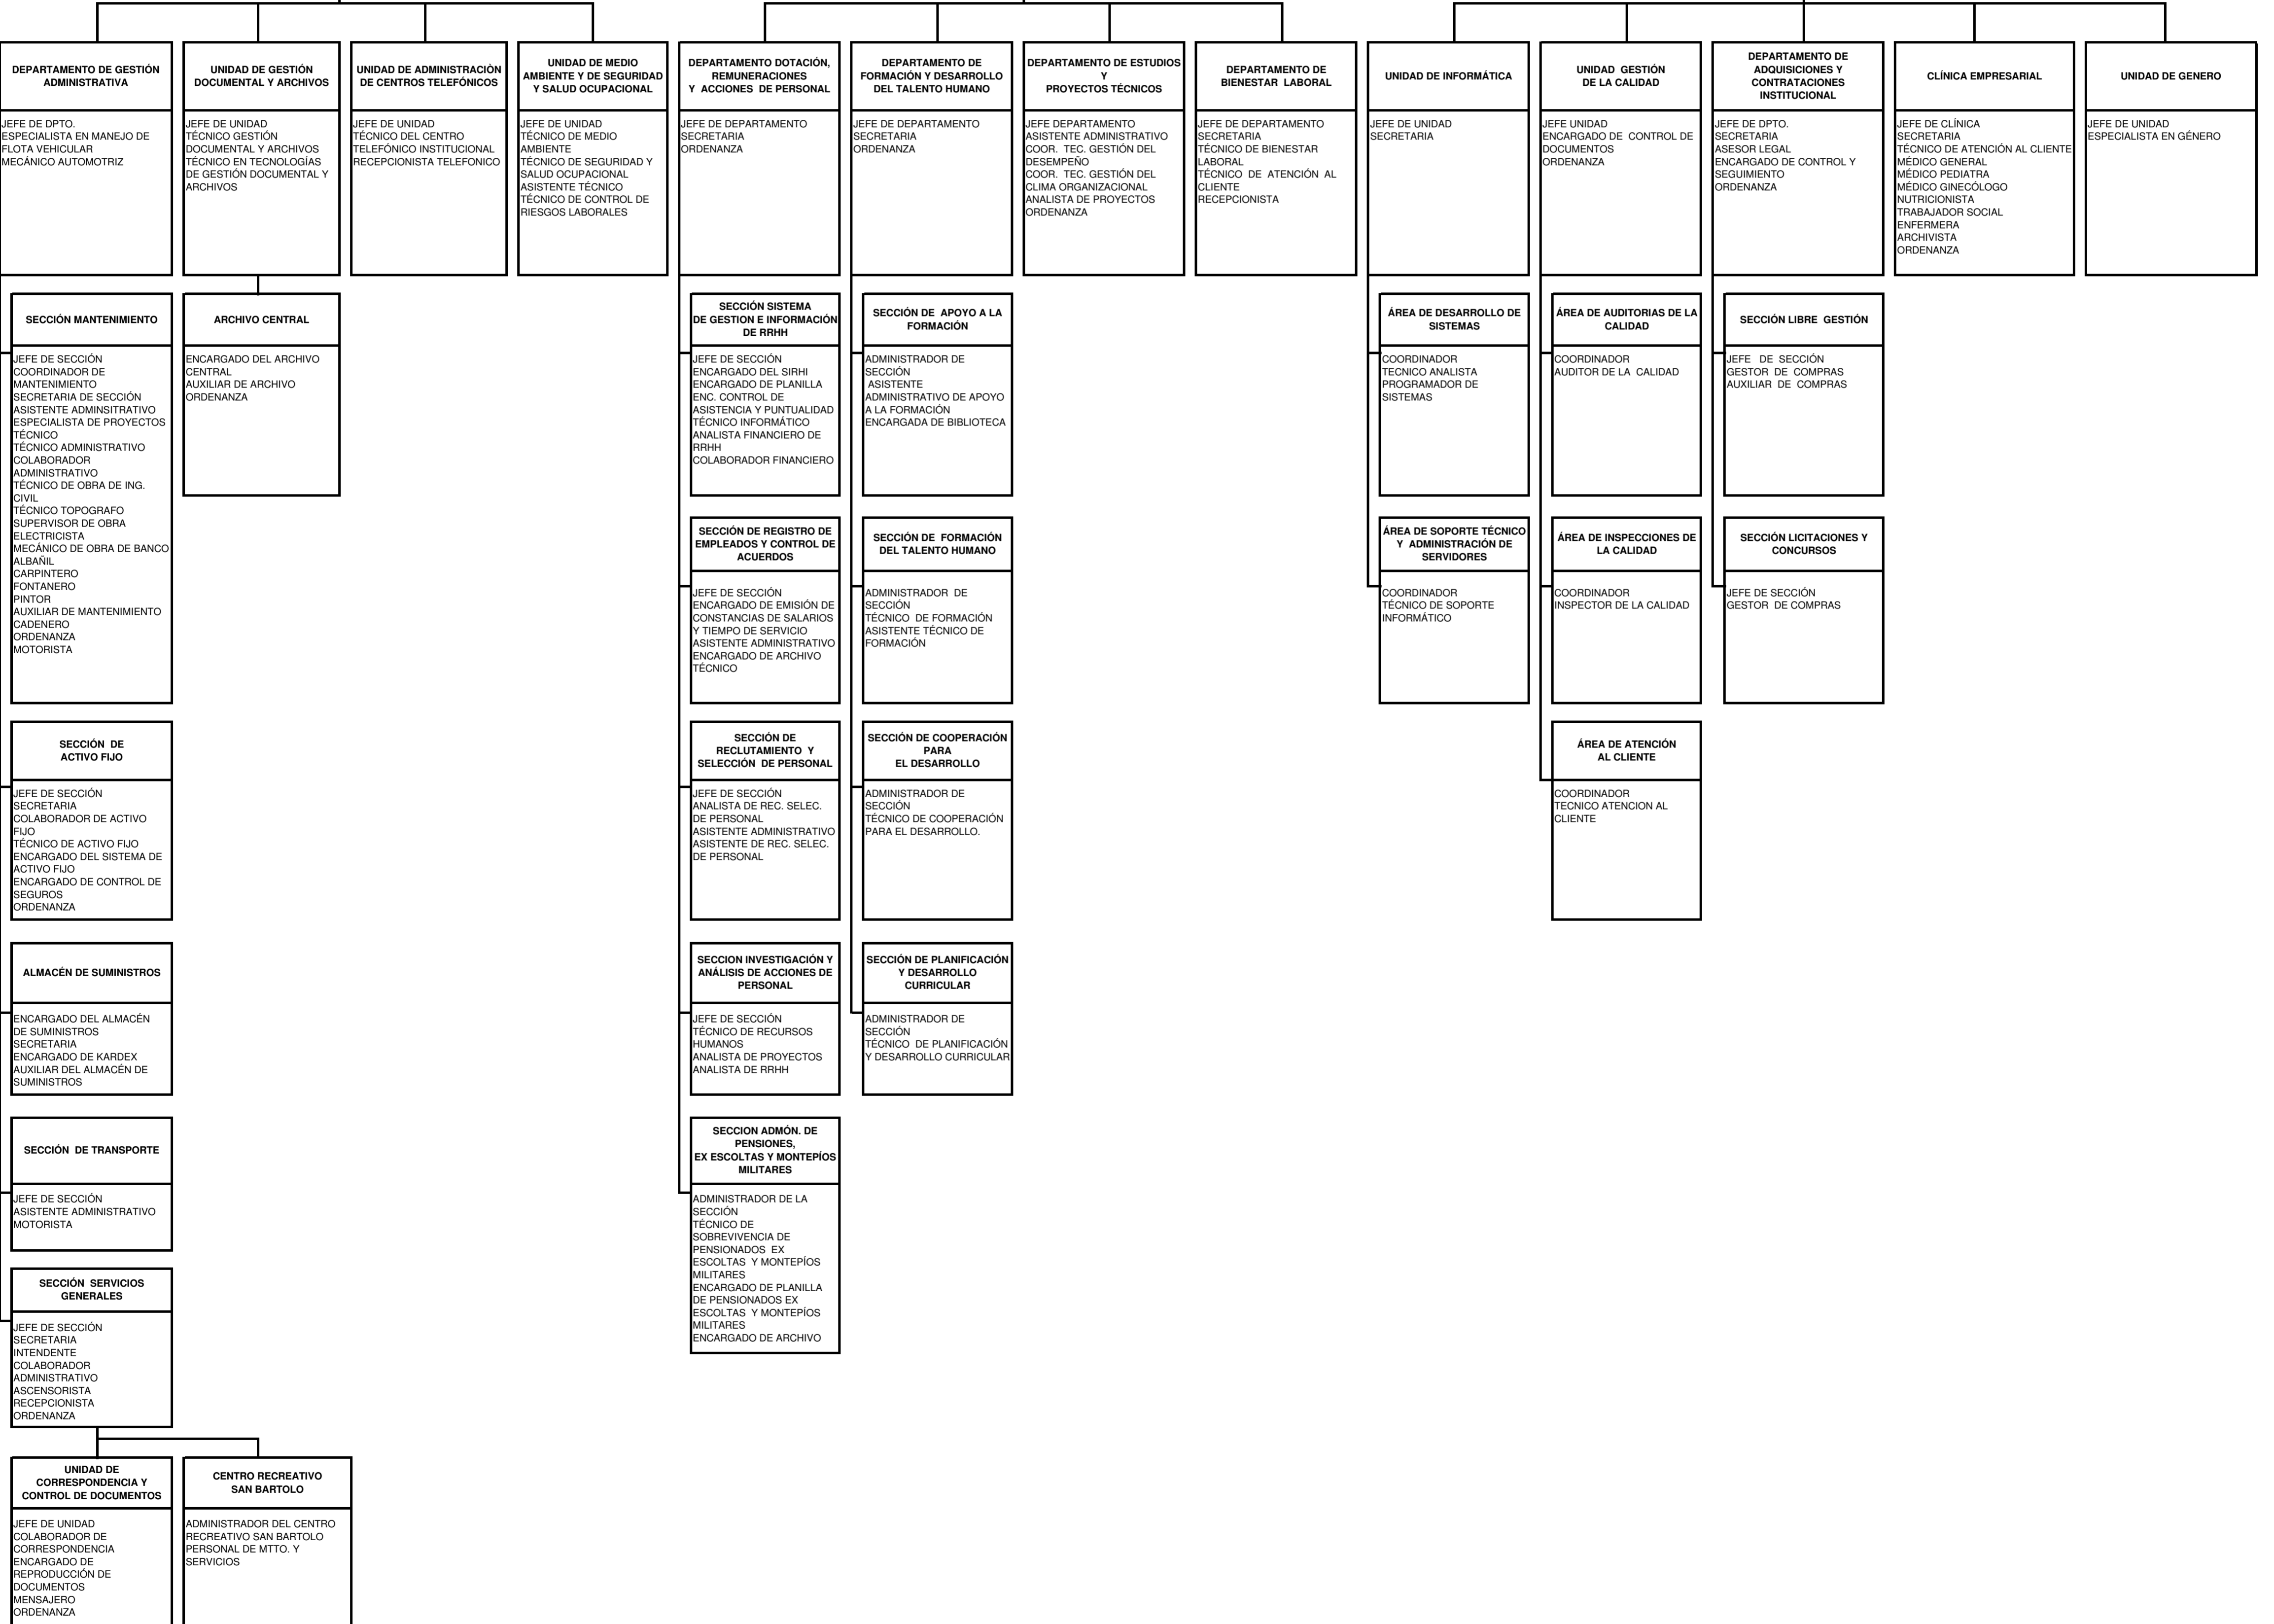 DEPARTAMENTO DE GESTIÓN
ADMINISTRATIVA
JEFE DE DPTO.
ESPECIALISTA EN MANEJO DE
FLOTA VEHICULAR
MECÁNICO AUTOMOTRIZ
UNIDAD DE GESTIÓN
DOCUMENTAL Y ARCHIVOS
JEFE DE UNIDAD
TÉCNICO GESTIÓN
DOCUMENTAL Y ARCHIVOS
TÉCNICO EN TECNOLOGÍAS
DE GESTIÓN DOCUMENTAL Y
ARCHIVOS
UNIDAD DE ADMINISTRACIÒN
DE CENTROS TELEFÓNICOS
JEFE DE UNIDAD
TÉCNICO DEL CENTRO
TELEFÓNICO INSTITUCIONAL
RECEPCIONISTA TELEFONICO
UNIDAD DE MEDIO
AMBIENTE Y DE SEGURIDAD
Y SALUD OCUPACIONAL
JEFE DE UNIDAD
TÉCNICO DE MEDIO
AMBIENTE
TÉCNICO DE SEGURIDAD Y
SALUD OCUPACIONAL
ASISTENTE TÉCNICO
TÉCNICO DE CONTROL DE
RIESGOS LABORALES
DEPARTAMENTO DOTACIÓN,
REMUNERACIONES
Y ACCIONES DE PERSONAL
JEFE DE DEPARTAMENTO
SECRETARIA
ORDENANZA
DEPARTAMENTO DE
FORMACIÓN Y DESARROLLO
DEL TALENTO HUMANO
JEFE DE DEPARTAMENTO
SECRETARIA
ORDENANZA
DEPARTAMENTO DE ESTUDIOS
Y
PROYECTOS TÉCNICOS
JEFE DEPARTAMENTO
ASISTENTE ADMINISTRATIVO
COOR. TEC. GESTIÓN DEL
DESEMPEÑO
COOR. TEC. GESTIÓN DEL
CLIMA ORGANIZACIONAL
ANALISTA DE PROYECTOS
ORDENANZA
DEPARTAMENTO DE
BIENESTAR LABORAL
JEFE DE DEPARTAMENTO
SECRETARIA
TÉCNICO DE BIENESTAR
LABORAL
TÉCNICO DE ATENCIÓN AL
CLIENTE
RECEPCIONISTA
UNIDAD DE INFORMÁTICA
JEFE DE UNIDAD
SECRETARIA
UNIDAD GESTIÓN
DE LA CALIDAD
JEFE UNIDAD
ENCARGADO DE CONTROL DE
DOCUMENTOS
ORDENANZA
DEPARTAMENTO DE
ADQUISICIONES Y
CONTRATACIONES
INSTITUCIONAL
JEFE DE DPTO.
SECRETARIA
ASESOR LEGAL
ENCARGADO DE CONTROL Y
SEGUIMIENTO
ORDENANZA
CLÍNICA EMPRESARIAL
JEFE DE CLÍNICA
SECRETARIA
TÉCNICO DE ATENCIÓN AL CLIENTE
MÉDICO GENERAL
MÉDICO PEDIATRA
MÉDICO GINECÓLOGO
NUTRICIONISTA
TRABAJADOR SOCIAL
ENFERMERA
ARCHIVISTA
ORDENANZA
UNIDAD DE GENERO
JEFE DE UNIDAD
ESPECIALISTA EN GÉNERO
SECCIÓN MANTENIMIENTO
JEFE DE SECCIÓN
COORDINADOR DE
MANTENIMIENTO
SECRETARIA DE SECCIÓN
ASISTENTE ADMINSITRATIVO
ESPECIALISTA DE PROYECTOS
TÉCNICO
TÉCNICO ADMINISTRATIVO
COLABORADOR
ADMINISTRATIVO
TÉCNICO DE OBRA DE ING.
CIVIL
TÉCNICO TOPOGRAFO
SUPERVISOR DE OBRA
ELECTRICISTA
MECÁNICO DE OBRA DE BANCO
ALBAÑIL
CARPINTERO
FONTANERO
PINTOR
AUXILIAR DE MANTENIMIENTO
CADENERO
ORDENANZA
MOTORISTA
ARCHIVO CENTRAL
ENCARGADO DEL ARCHIVO
CENTRAL
AUXILIAR DE ARCHIVO
ORDENANZA
SECCIÓN SISTEMA
DE GESTION E INFORMACIÓN
DE RRHH
JEFE DE SECCIÓN
ENCARGADO DEL SIRHI
ENCARGADO DE PLANILLA
ENC. CONTROL DE
ASISTENCIA Y PUNTUALIDAD
TÉCNICO INFORMÁTICO
ANALISTA FINANCIERO DE
RRHH
COLABORADOR FINANCIERO
SECCIÓN DE APOYO A LA
FORMACIÓN
ADMINISTRADOR DE
SECCIÓN
ASISTENTE
ADMINISTRATIVO DE APOYO
A LA FORMACIÓN
ENCARGADA DE BIBLIOTECA
ÁREA DE DESARROLLO DE
SISTEMAS
COORDINADOR
TECNICO ANALISTA
PROGRAMADOR DE
SISTEMAS
ÁREA DE AUDITORIAS DE LA
CALIDAD
COORDINADOR
AUDITOR DE LA CALIDAD
SECCIÓN LIBRE GESTIÓN
JEFE DE SECCIÓN
GESTOR DE COMPRAS
AUXILIAR DE COMPRAS
SECCIÓN DE REGISTRO DE
EMPLEADOS Y CONTROL DE
ACUERDOS
JEFE DE SECCIÓN
ENCARGADO DE EMISIÓN DE
CONSTANCIAS DE SALARIOS
Y TIEMPO DE SERVICIO
ASISTENTE ADMINISTRATIVO
ENCARGADO DE ARCHIVO
TÉCNICO
SECCIÓN DE FORMACIÓN
DEL TALENTO HUMANO
ADMINISTRADOR DE
SECCIÓN
TÉCNICO DE FORMACIÓN
ASISTENTE TÉCNICO DE
FORMACIÓN
ÁREA DE SOPORTE TÉCNICO
Y ADMINISTRACIÓN DE
SERVIDORES
COORDINADOR
TÉCNICO DE SOPORTE
INFORMÁTICO
ÁREA DE INSPECCIONES DE
LA CALIDAD
COORDINADOR
INSPECTOR DE LA CALIDAD
SECCIÓN LICITACIONES Y
CONCURSOS
JEFE DE SECCIÓN
GESTOR DE COMPRAS
SECCIÓN DE
ACTIVO FIJO
JEFE DE SECCIÓN
SECRETARIA
COLABORADOR DE ACTIVO
FIJO
TÉCNICO DE ACTIVO FIJO
ENCARGADO DEL SISTEMA DE
ACTIVO FIJO
ENCARGADO DE CONTROL DE
SEGUROS
ORDENANZA
SECCIÓN DE
RECLUTAMIENTO Y
SELECCIÓN DE PERSONAL
JEFE DE SECCIÓN
ANALISTA DE REC. SELEC.
DE PERSONAL
ASISTENTE ADMINISTRATIVO
ASISTENTE DE REC. SELEC.
DE PERSONAL
SECCIÓN DE COOPERACIÓN
PARA
EL DESARROLLO
ADMINISTRADOR DE
SECCIÓN
TÉCNICO DE COOPERACIÓN
PARA EL DESARROLLO.
ÁREA DE ATENCIÓN
AL CLIENTE
COORDINADOR
TECNICO ATENCION AL
CLIENTE
ALMACÉN DE SUMINISTROS
ENCARGADO DEL ALMACÉN
DE SUMINISTROS
SECRETARIA
ENCARGADO DE KARDEX
AUXILIAR DEL ALMACÉN DE
SUMINISTROS
SECCION INVESTIGACIÓN Y
ANÁLISIS DE ACCIONES DE
PERSONAL
JEFE DE SECCIÓN
TÉCNICO DE RECURSOS
HUMANOS
ANALISTA DE PROYECTOS
ANALISTA DE RRHH
SECCIÓN DE PLANIFICACIÓN
Y DESARROLLO
CURRICULAR
ADMINISTRADOR DE
SECCIÓN
TÉCNICO DE PLANIFICACIÓN
Y DESARROLLO CURRICULAR
SECCIÓN DE TRANSPORTE
JEFE DE SECCIÓN
ASISTENTE ADMINISTRATIVO
MOTORISTA
SECCION ADMÓN. DE
PENSIONES,
EX ESCOLTAS Y MONTEPÍOS
MILITARES
ADMINISTRADOR DE LA
SECCIÓN
TÉCNICO DE
SOBREVIVENCIA DE
PENSIONADOS EX
ESCOLTAS Y MONTEPÍOS
MILITARES
ENCARGADO DE PLANILLA
DE PENSIONADOS EX
ESCOLTAS Y MONTEPÍOS
MILITARES
ENCARGADO DE ARCHIVO
SECCIÓN SERVICIOS
GENERALES
JEFE DE SECCIÓN
SECRETARIA
INTENDENTE
COLABORADOR
ADMINISTRATIVO
ASCENSORISTA
RECEPCIONISTA
ORDENANZA
UNIDAD DE
CORRESPONDENCIA Y
CONTROL DE DOCUMENTOS
JEFE DE UNIDAD
COLABORADOR DE
CORRESPONDENCIA
ENCARGADO DE
REPRODUCCIÓN DE
DOCUMENTOS
MENSAJERO
ORDENANZA
CENTRO RECREATIVO
SAN BARTOLO
ADMINISTRADOR DEL CENTRO
RECREATIVO SAN BARTOLO
PERSONAL DE MTTO. Y
SERVICIOS